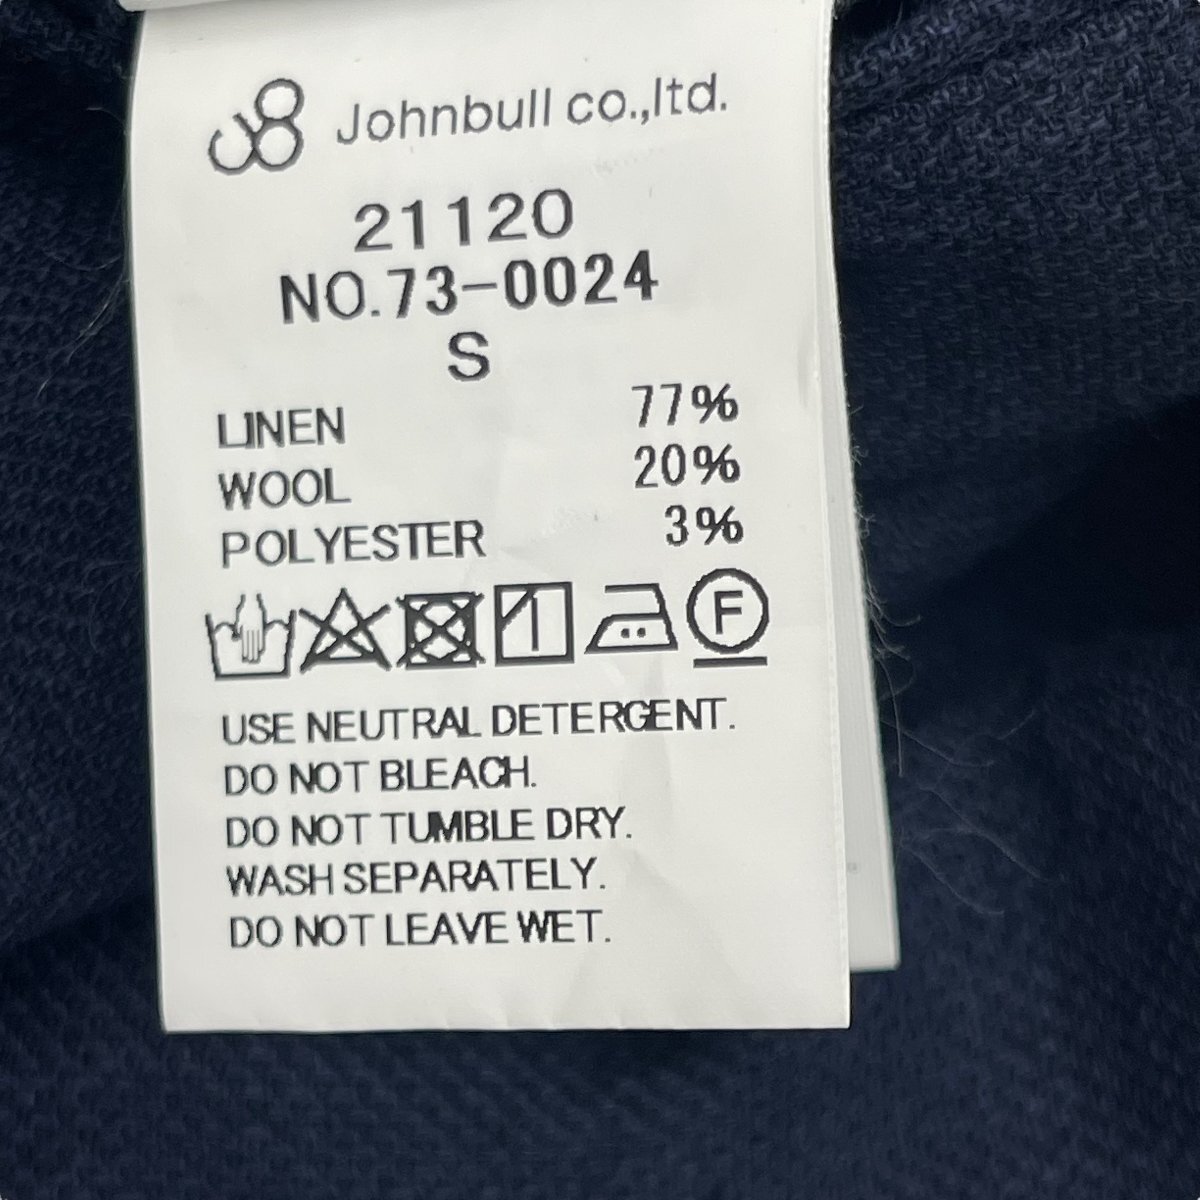 Johnbull co.,ltd.
21120
NO.73-0024
S
LINEN 77%
WOOL 20%
POLYESTER 3%
F
USE NEUTRAL DETERGENT.
DO NOT BLEACH.
DO NOT TUMBLE DRY.
WASH SEPARATELY.
DO NOT LEAVE WET.